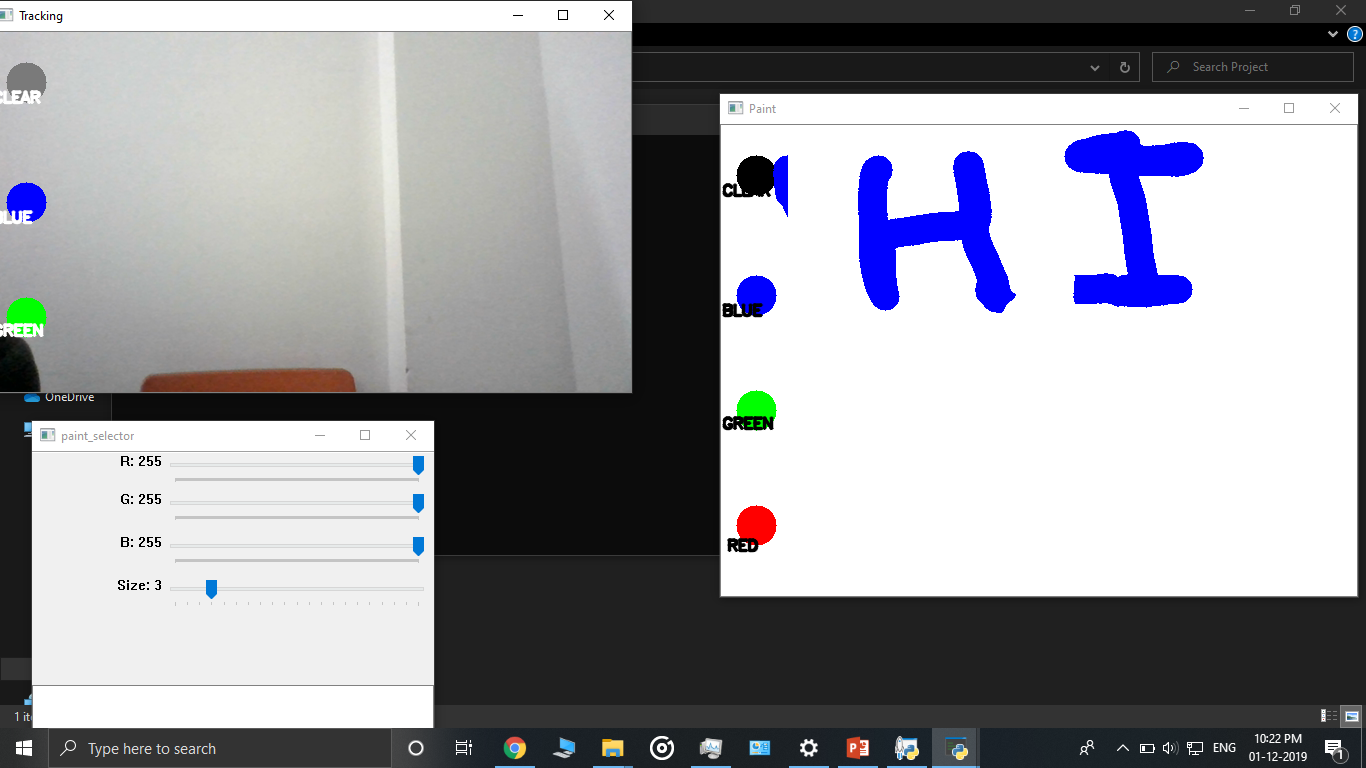 Tracking
CLEAR
BLUE
GREEN
Search Project
Paint
CLEAR
BLUE
GREEN
RED
HI
OneDrive
paint_selector
R: 255
G: 255
B: 255
Size: 3
Type here to search
ENG
10:22 PM
01-12-2019
1